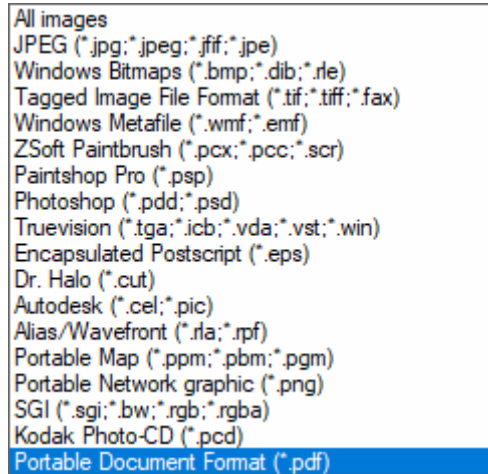 All images
JPEG (*.jpg;*.jpeg;*.jfif;*.jpe)
Windows Bitmaps (*.bmp;*.dib;*.rle)
Tagged Image File Format (*.tif;*.tiff;*.fax)
Windows Metafile (*.wmf;*.emf)
ZSoft Paintbrush (*.pcx;*.pcc;*.scr)
Paintshop Pro (*.psp)
Photoshop (*.pdd;*.psd)
Truevision (*.tga;*.icb;*.vda;*.vst;*.win)
Encapsulated Postscript (*.eps)
Dr. Halo (*.cut)
Autodesk (*.cel;*.pic)
Alias/Wavefront (*.rla;*.rpf)
Portable Map (*.ppm;*.pbm;*.pgm)
Portable Network graphic (*.png)
SGI (*.sgi;*.bw;*.rgb;*.rgba)
Kodak Photo-CD (*.pcd)
Portable Document Format (*.pdf)